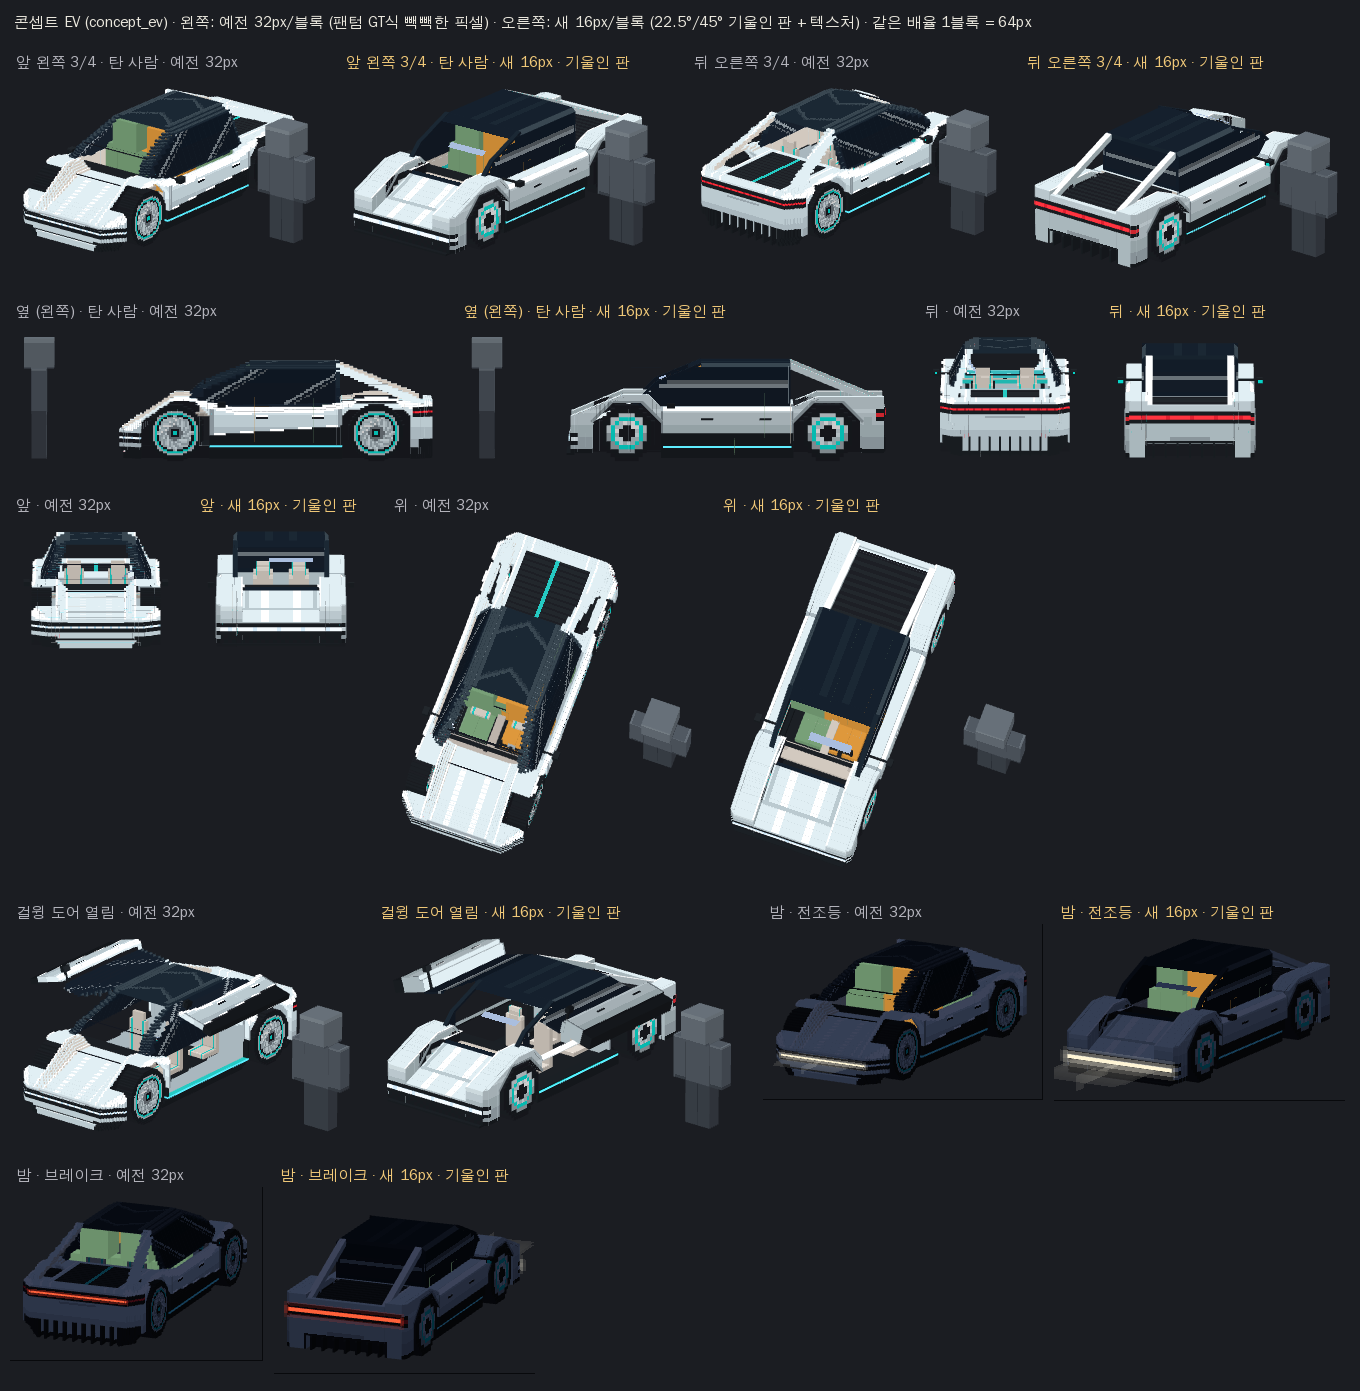 콘셉트 EV (concept_ev) · 왼쪽: 예전 32px/블록 (팬텀 GT식 빽빽한 픽셀) · 오른쪽: 새 16px/블록 (22.5°/45° 기울인 판 + 텍스처) · 같은 배율 1블록 = 64px
앞 왼쪽 3/4 · 탄 사람 · 예전 32px
앞 왼쪽 3/4 · 탄 사람 · 새 16px · 기울인 판
뒤 오른쪽 3/4 · 예전 32px
뒤 오른쪽 3/4 · 새 16px · 기울인 판
옆 (왼쪽) · 탄 사람 · 예전 32px
옆 (왼쪽) · 탄 사람 · 새 16px · 기울인 판
뒤 · 예전 32px
뒤 · 새 16px · 기울인 판
앞 · 예전 32px
앞 · 새 16px · 기울인 판
위 · 예전 32px
위 · 새 16px · 기울인 판
걸윙 도어 열림 · 예전 32px
걸윙 도어 열림 · 새 16px · 기울인 판
밤 · 전조등 · 예전 32px
밤 · 전조등 · 새 16px · 기울인 판
밤 · 브레이크 · 예전 32px
밤 · 브레이크 · 새 16px · 기울인 판